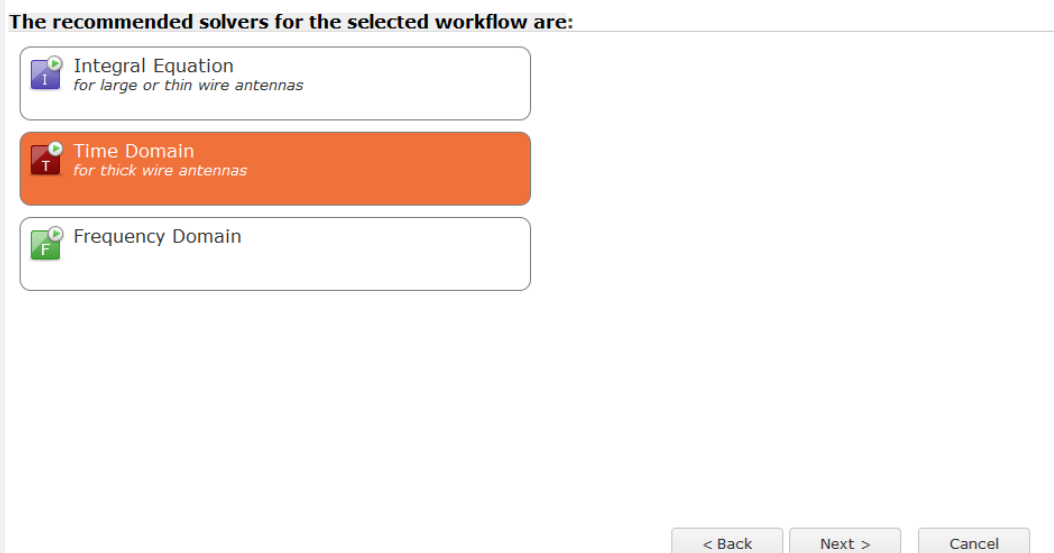 The recommended solvers for the selected workflow are:
Integral Equation
for large or thin wire antennas
I
Time Domain
for thick wire antennas
T
Frequency Domain
F
< Back
Next >
Cancel